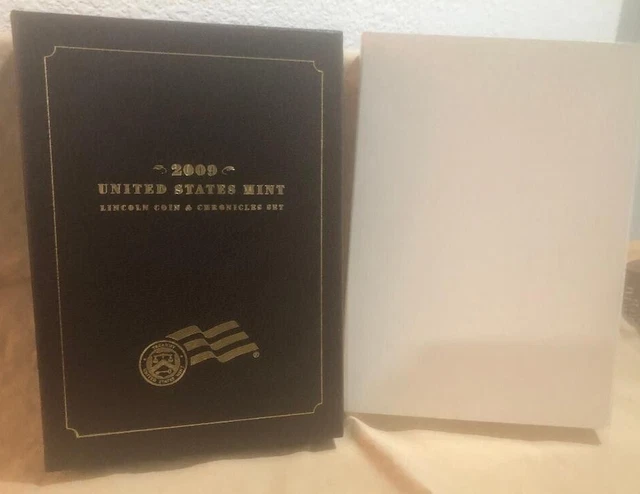 2009
UNITED STATES MINT
LINCOLN COIN & CHRONICLES SET